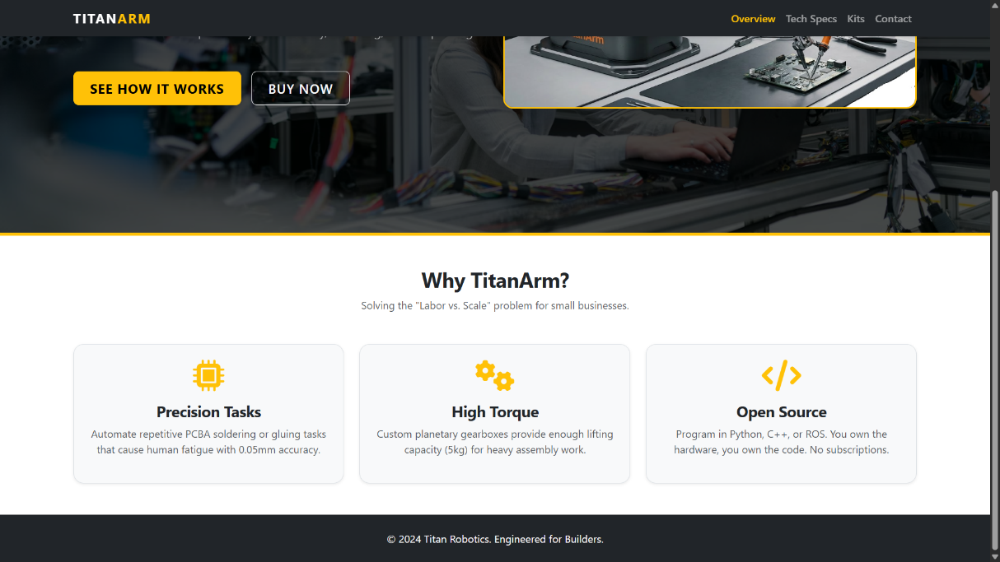 TITANARM
Overview Tech Specs Kits Contact
SEE HOW IT WORKS BUY NOW
Why TitanArm?
Solving the "Labor vs. Scale" problem for small businesses.
Precision Tasks
Automate repetitive PCBA soldering or gluing tasks
that cause human fatigue with 0.05mm accuracy.
High Torque
Custom planetary gearboxes provide enough lifting
capacity (5kg) for heavy assembly work.
Open Source
Program in Python, C++, or ROS. You own the
hardware, you own the code. No subscriptions.
© 2024 Titan Robotics. Engineered for Builders.